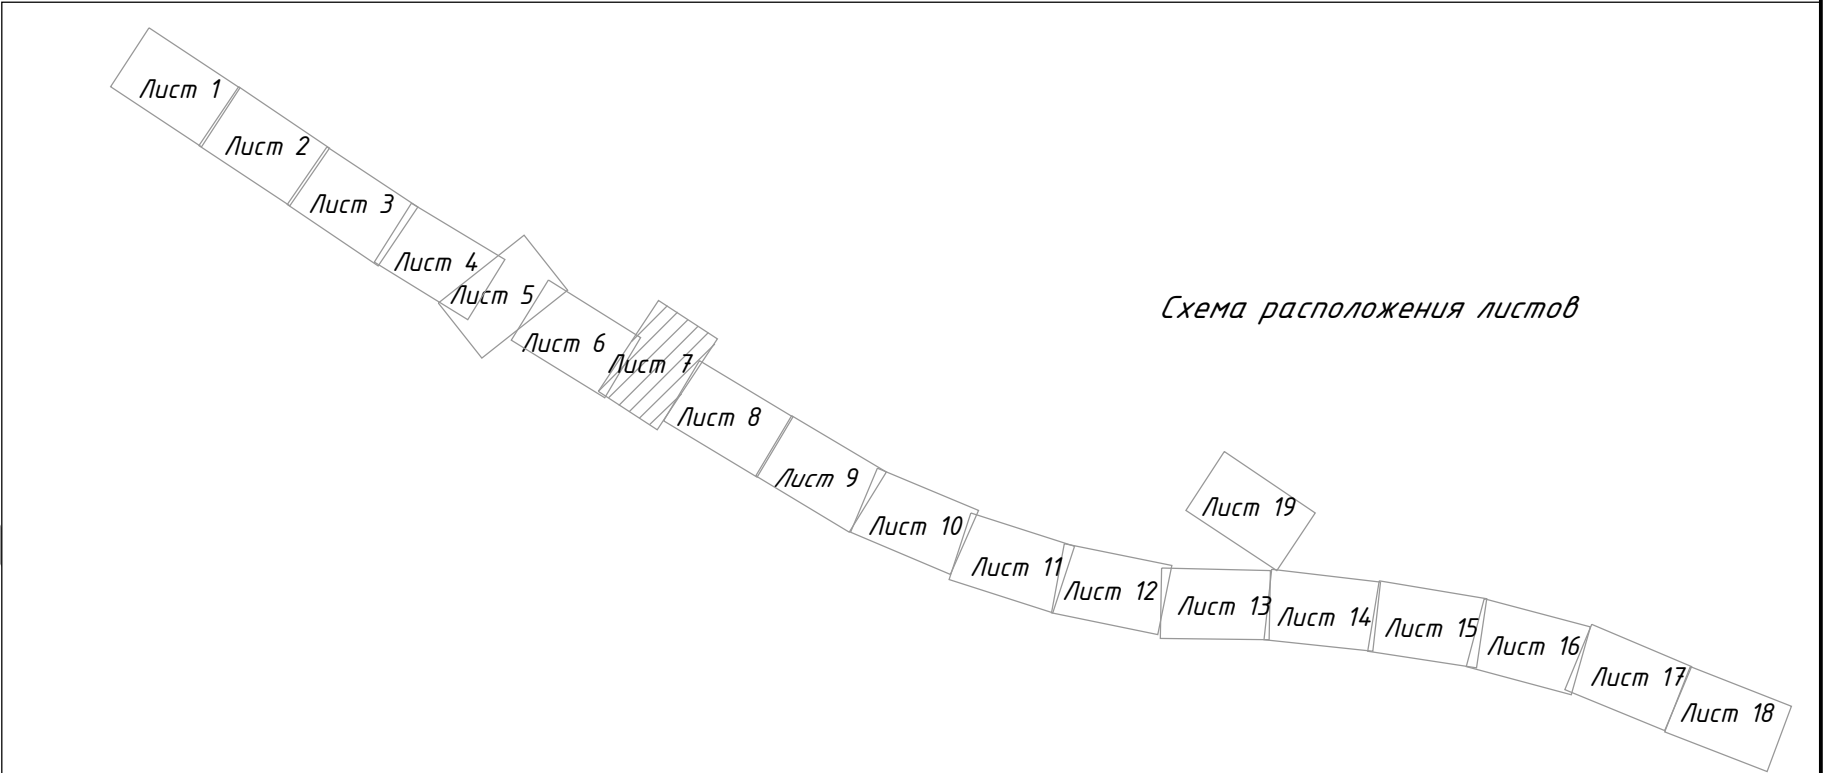 Лист 1
Лист 2
Лист 3
Лист 4
Лист 5
Лист 6
Лист 7
Лист 8
Лист 9
Лист 10
Лист 11
Лист 12
Лист 13
Лист 14
Лист 15
Лист 16
Лист 17
Лист 18
Лист 19
Схема расположения листов